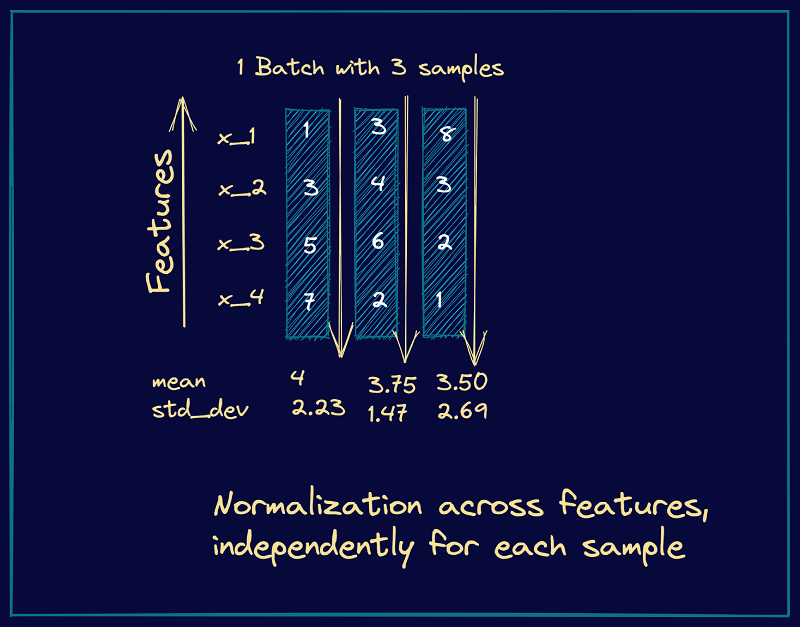 1 Batch with 3 samples
Features
x_1 1 3 8
x_2 3 4 3
x_3 5 6 2
x_4 7 2 1
mean 4 3.75 3.50
std_dev 2.23 1.47 2.69
Normalization across features,
independently for each sample